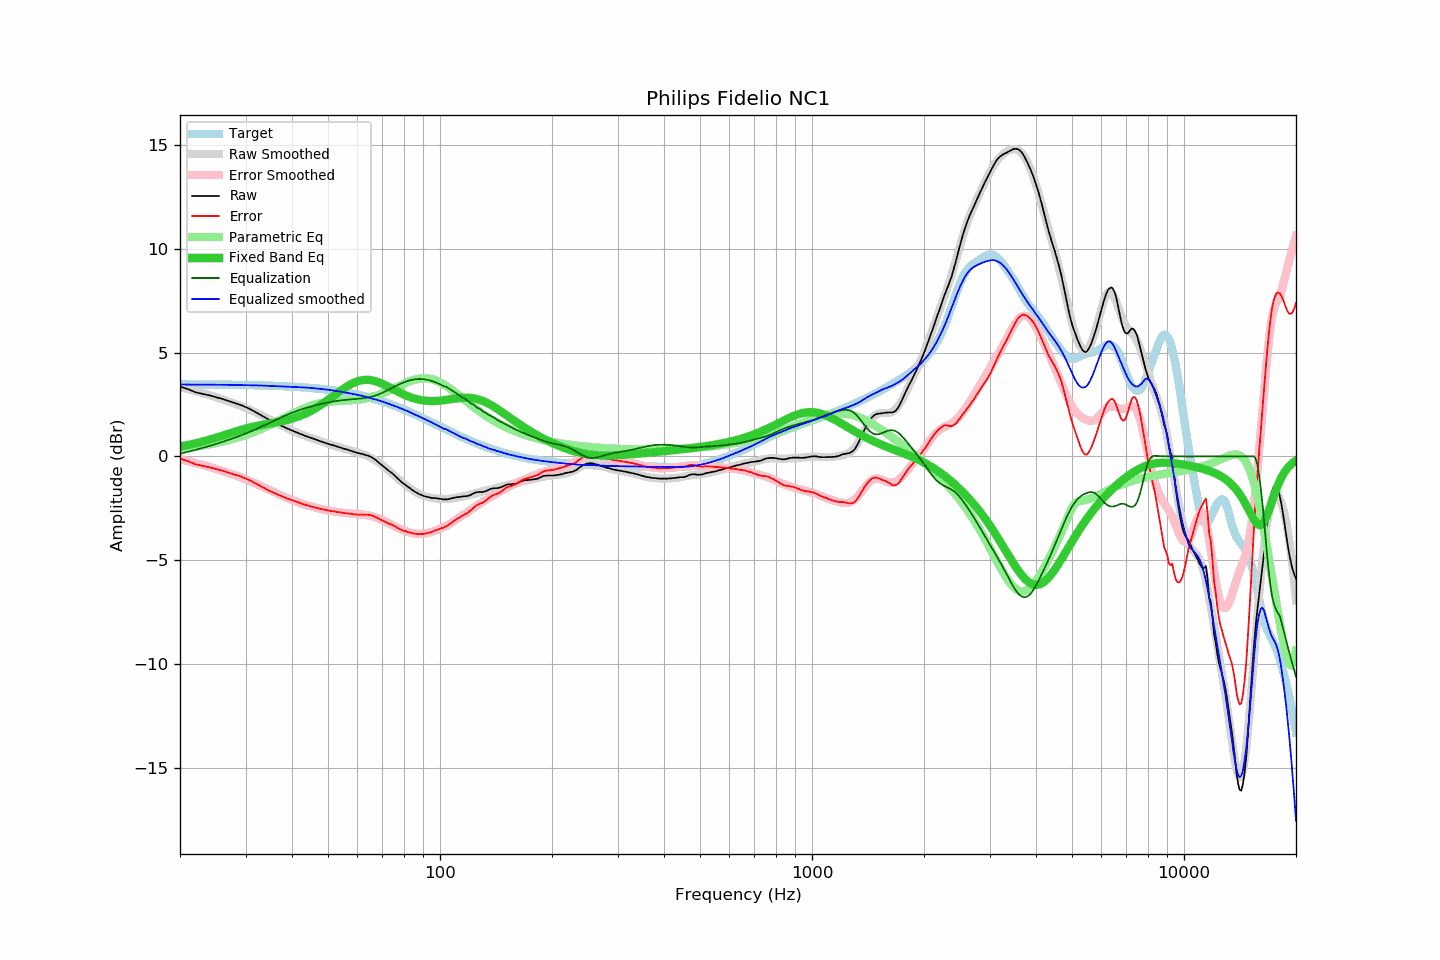 Philips Fidelio NC1
Target
Raw Smoothed
Error Smoothed
Raw
Error
Parametric Eq
Fixed Band Eq
Equalization
Equalized smoothed
15
10
5
0
−5
−10
−15
Amplitude (dBr)
100
1000
10000
Frequency (Hz)